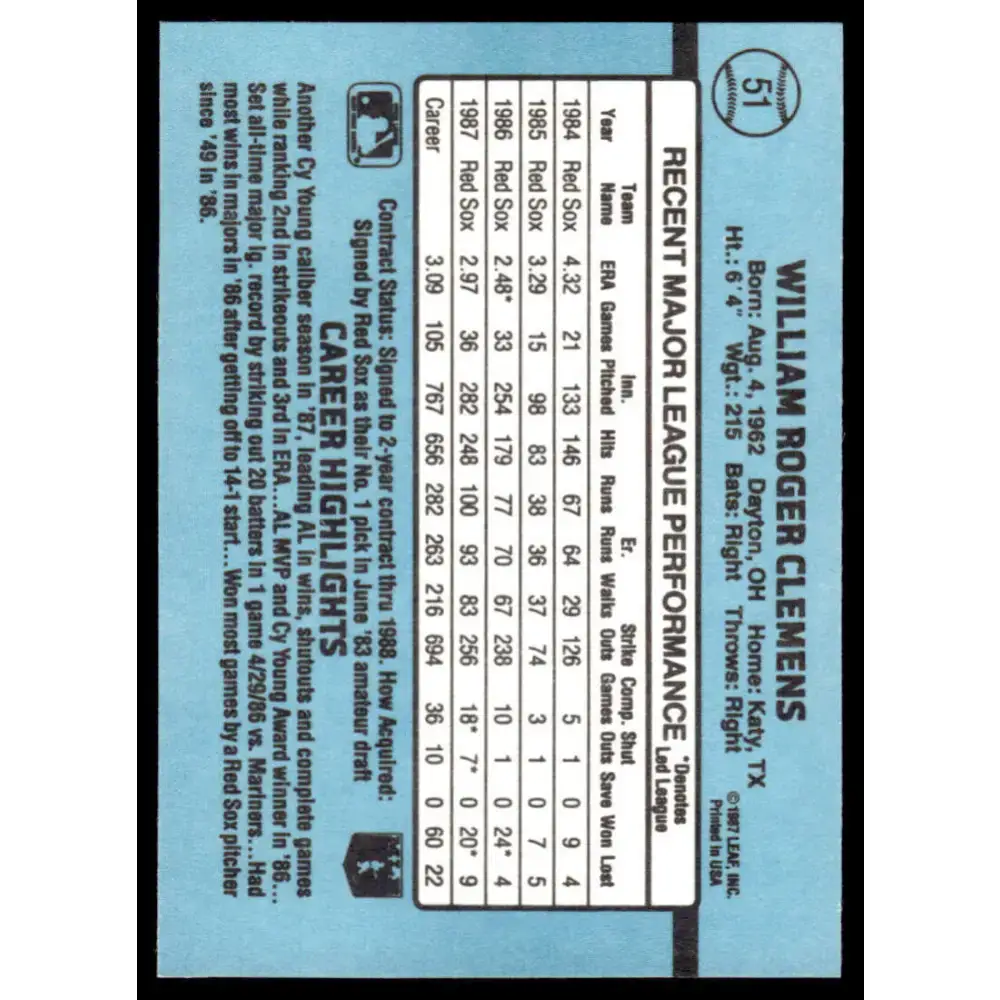 51
WILLIAM ROGER CLEMENS
Born: Aug. 4, 1962 Dayton, OH Home: Katy, TX
Ht.: 6'4" Wgt.: 215 Bats: Right Throws: Right
©1987 LEAF, INC.
Printed in USA
RECENT MAJOR LEAGUE PERFORMANCE *Denotes Led League
Team Inn. Er. Strike Comp. Shut
Year Name ERA Games Pitched Hits Runs Runs Walks Outs Games Outs Save Won Lost
1984 Red Sox 4.32 21 133 146 67 64 29 126 5 1 0 9 4
1985 Red Sox 3.29 15 98 83 38 36 37 74 3 1 0 7 5
1986 Red Sox 2.48* 33 254 179 77 70 67 238 10 1 0 24* 4
1987 Red Sox 2.97 36 282 248 100 93 83 256 18* 7* 0 20* 9
Career 3.09 105 767 656 282 263 216 694 36 10 0 60 22
Contract Status: Signed to 2-year contract thru 1988. How Acquired:
Signed by Red Sox as their No. 1 pick in June '83 amateur draft
CAREER HIGHLIGHTS
Another Cy Young caliber season in '87, leading AL in wins, shutouts and complete games
while ranking 2nd in strikeouts and 3rd in ERA...AL MVP and Cy Young Award winner in '86...
Set all-time major lg. record by striking out 20 batters in 1 game 4/29/86 vs. Mariners...Had
most wins in majors in '86 after getting off to 14-1 start...Won most games by a Red Sox pitcher
since '49 in '86.